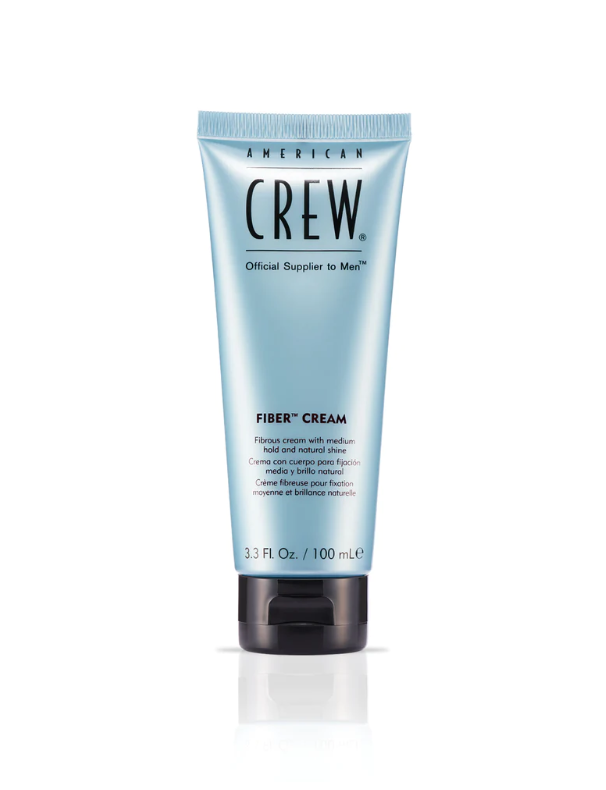 AMERICAN
CREW®
Official Supplier to Men™
FIBER™ CREAM
Fibrous cream with medium
hold and natural shine
Crema con cuerpo para fijación
media y brillo natural
Crème fibreuse pour fixation
moyenne et brillance naturelle
3.3 Fl. Oz. / 100 mL℮